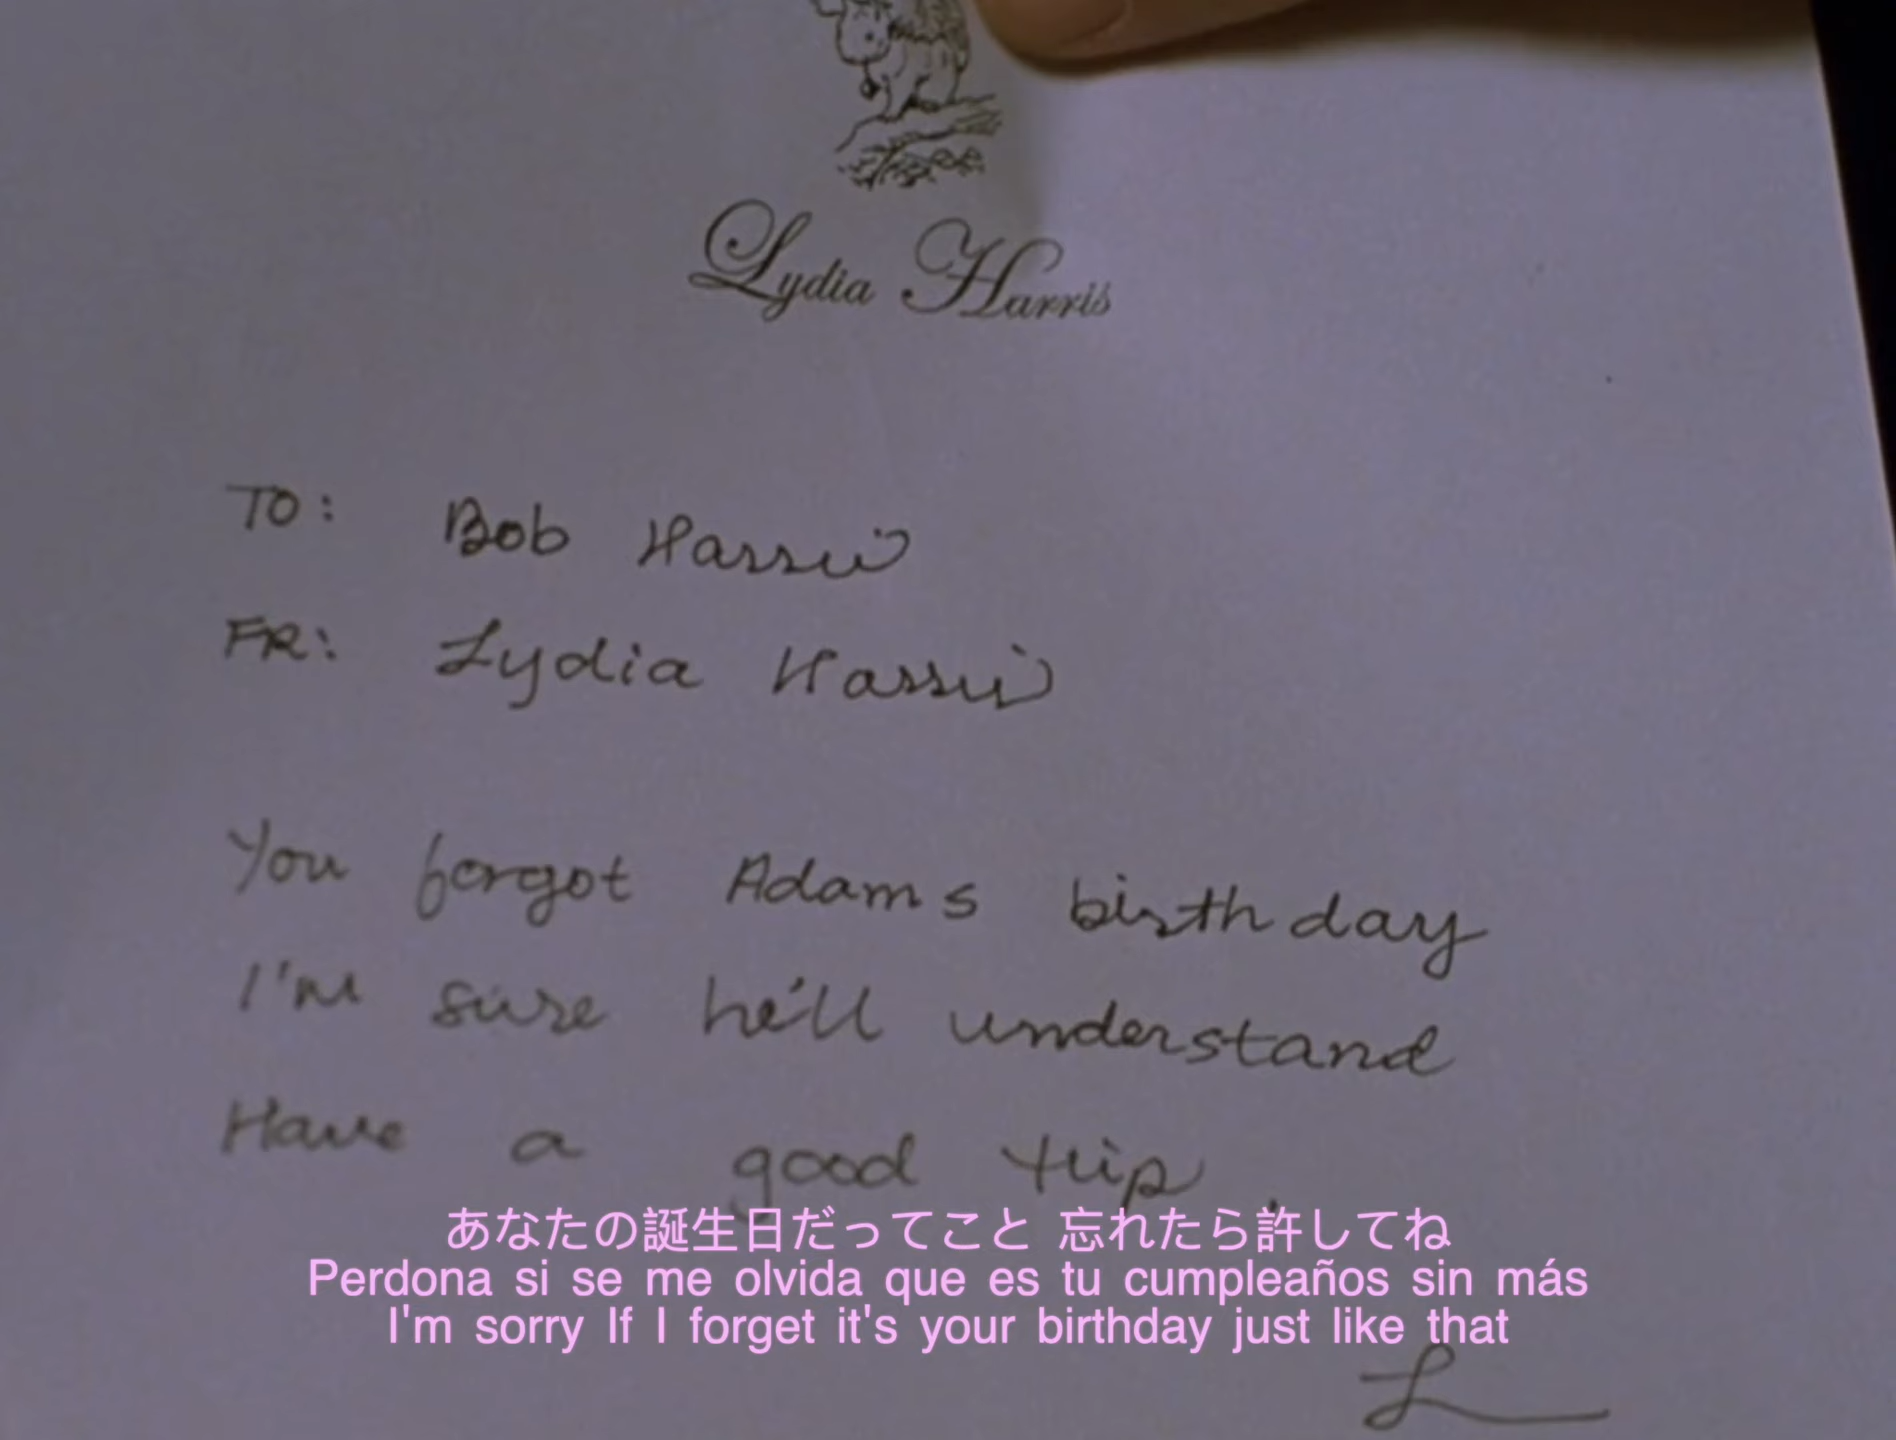 Lydia Harris
TO: Bob Harris
FR: Lydia Harris
You forgot Adams birthday
I'm sure he'll understand
Have a good trip.
あなたの誕生日だってこと 忘れたら許してね
Perdona si se me olvida que es tu cumpleaños sin más
I'm sorry If I forget it's your birthday just like that
L